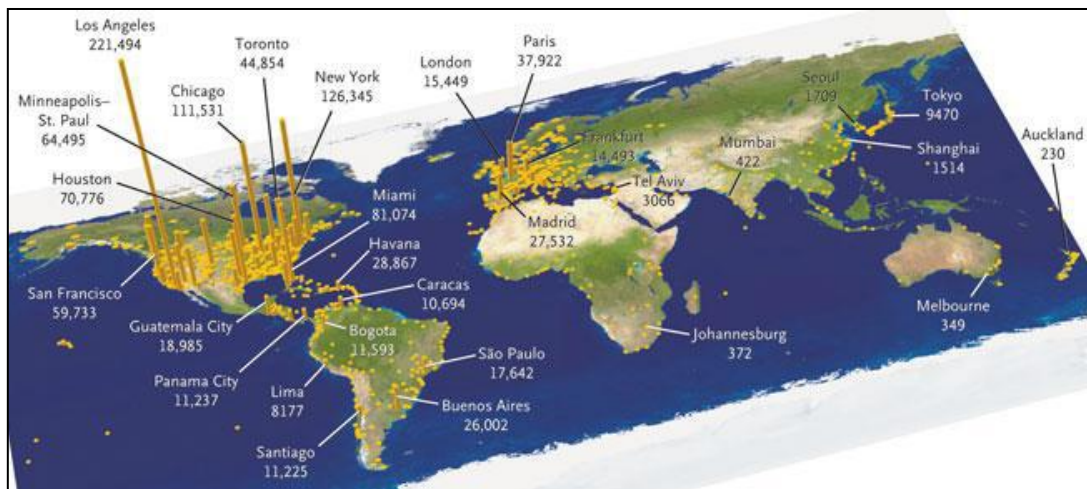 Los Angeles
221,494
Toronto
44,854
Chicago
111,531
New York
126,345
Minneapolis–
St. Paul
64,495
Houston
70,776
London
15,449
Paris
37,922
Frankfurt
14,493
Seoul
1709
Tokyo
9470
Mumbai
422
Shanghai
1514
Auckland
230
Tel Aviv
3066
Miami
81,074
Madrid
27,532
Havana
28,867
San Francisco
59,733
Caracas
10,694
Guatemala City
18,985
Bogota
11,593
Panama City
11,237
Lima
8177
São Paulo
17,642
Buenos Aires
26,002
Santiago
11,225
Johannesburg
372
Melbourne
349